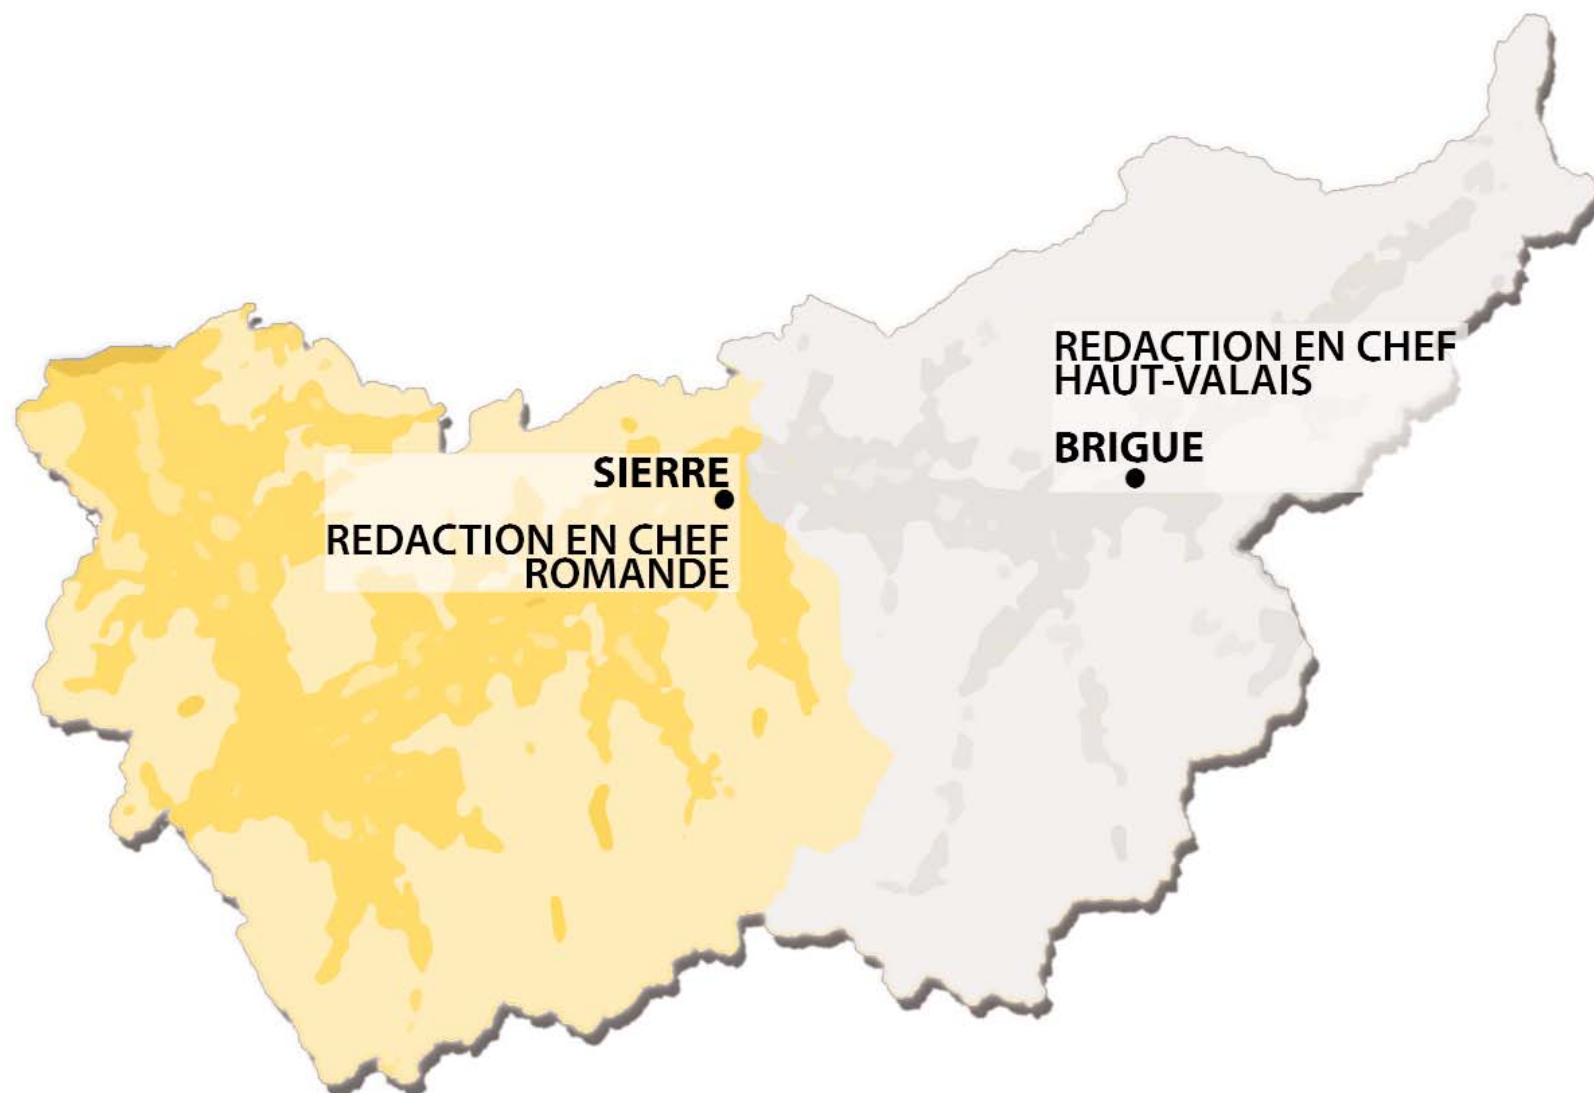 REDACTION EN CHEF
HAUT-VALAIS
BRIGUE
SIERRE
REDACTION EN CHEF
ROMANDE